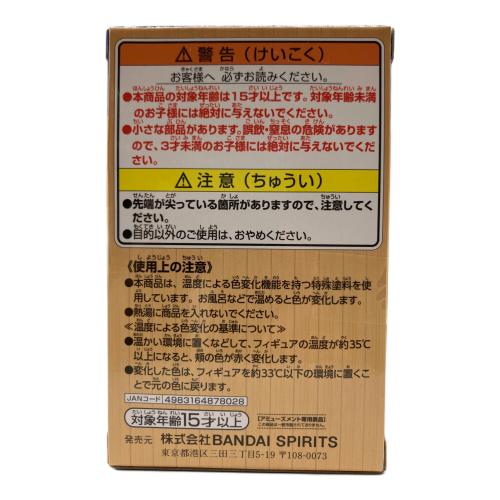 ⚠警告（けいこく）
お客様へ 必ずお読みください。
●本商品の対象年齢は15才以上です。対象年齢未満
のお子様には絶対に与えないでください。
●小さな部品があります。誤飲・窒息の危険があります
ので、3才未満のお子様には絶対に与えないでくだ
さい。
⚠注意（ちゅうい）
●先端が尖っている箇所がありますので、注意してく
ださい。
●目的以外のご使用は、おやめください。
《使用上の注意》
●本商品は、温度による色変化機能を持つ特殊塗料を使
用しています。お風呂などで温めると色が変化します。
●熱湯に商品を入れないでください。
≪温度による色変化の基準について≫
●温かい環境に置くなどして、フィギュアの温度が約35℃
以上になると、頬の色が赤く変化します。
●変化した色は、フィギュアを約33℃以下の環境に置くこ
とで元の色に戻ります。
JANコード 4983164878028
対象年齢15才以上
【アミューズメント専用景品】
この商品は一般市販されておりません。
発売元 株式会社BANDAI SPIRITS
東京都港区三田三丁目5-19 〒108-0073